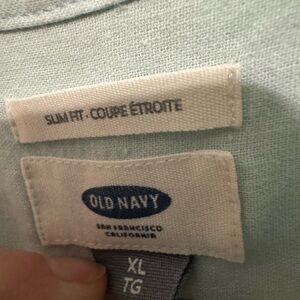 SLIM FIT · COUPE ÉTROITE
OLD NAVY
SAN FRANCISCO
CALIFORNIA
XL
TG